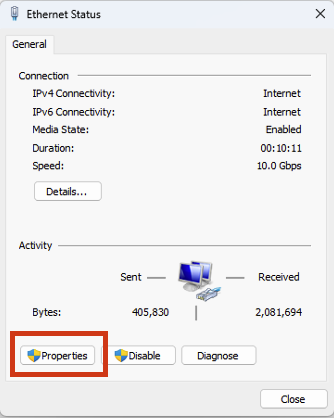 Ethernet Status
General
Connection
IPv4 Connectivity: Internet
IPv6 Connectivity: Internet
Media State: Enabled
Duration: 00:10:11
Speed: 10.0 Gbps
Details...
Activity
Sent Received
Bytes: 405,830 2,081,694
Properties Disable Diagnose
Close